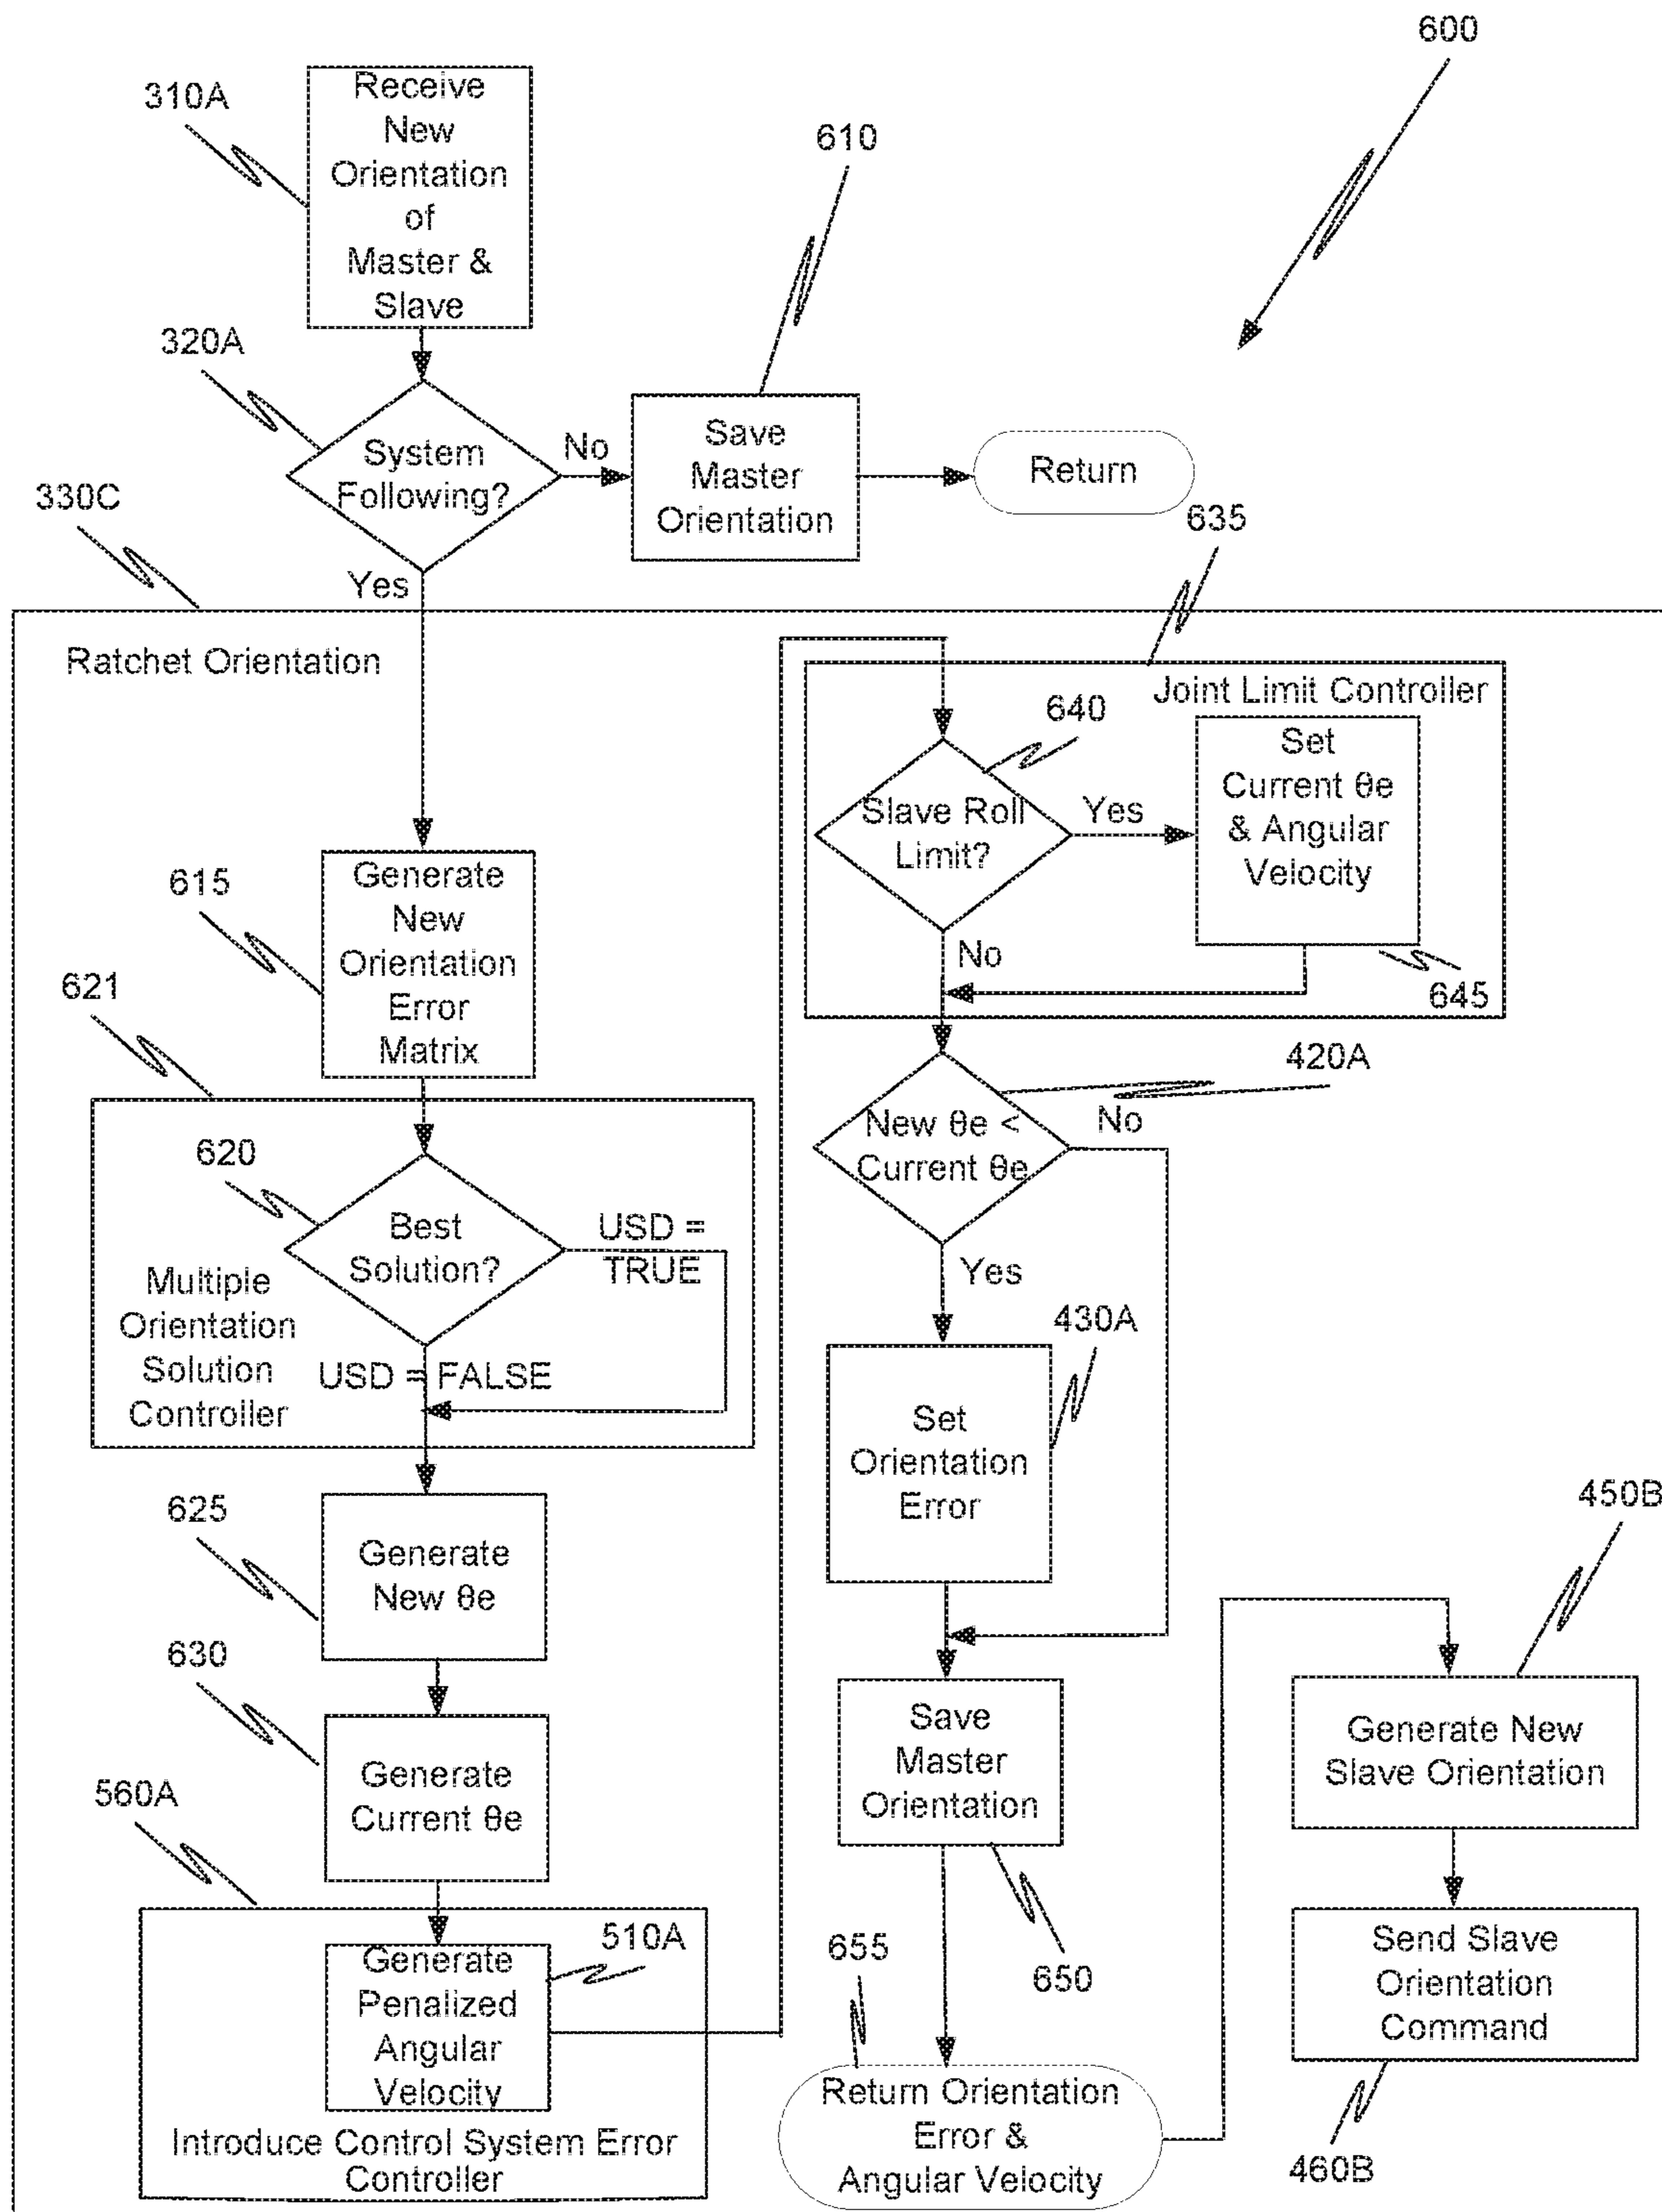 600
310A
Receive
New
Orientation
of
Master &
Slave
610
320A
System
Following?
No
Save
Master
Orientation
Return
330C
Yes
635
Ratchet Orientation
Joint Limit Controller
640
Slave Roll
Limit?
Yes
Set
Current θe
& Angular
Velocity
No
645
615
Generate
New
Orientation
Error
Matrix
621
620
Best
Solution?
USD =
TRUE
Multiple
Orientation
Solution
Controller
USD = FALSE
420A
New θe <
Current θe
No
Yes
430A
Set
Orientation
Error
625
Generate
New θe
630
Generate
Current θe
560A
510A
Generate
Penalized
Angular
Velocity
Introduce Control System Error
Controller
Save
Master
Orientation
650
655
Return Orientation
Error &
Angular Velocity
450B
Generate New
Slave Orientation
Send Slave
Orientation
Command
460B